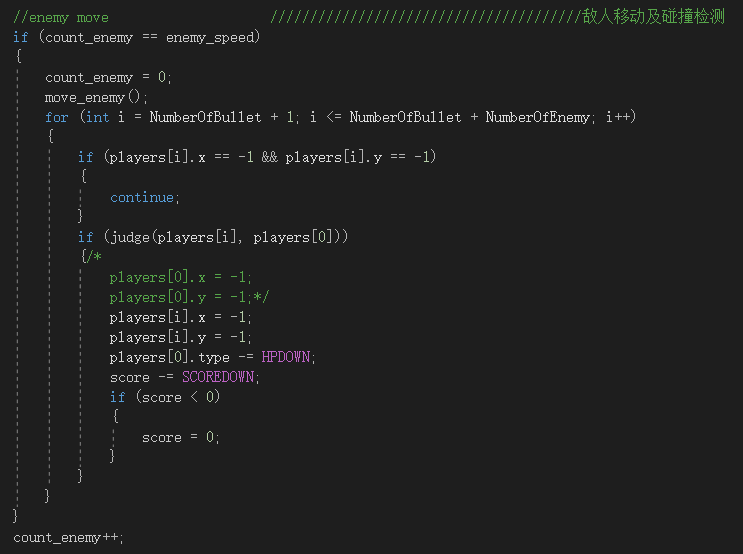 //enemy move                    ///////////////////////////////////////敌人移动及碰撞检测
if (count_enemy == enemy_speed)
{
    count_enemy = 0;
    move_enemy();
    for (int i = NumberOfBullet + 1; i <= NumberOfBullet + NumberOfEnemy; i++)
    {
        if (players[i].x == -1 && players[i].y == -1)
        {
            continue;
        }
        if (judge(players[i], players[0]))
        {/*
            players[0].x = -1;
            players[0].y = -1;*/
            players[i].x = -1;
            players[i].y = -1;
            players[0].type -= HPDOWN;
            score -= SCOREDOWN;
            if (score < 0)
            {
                score = 0;
            }
        }
    }
}
count_enemy++;